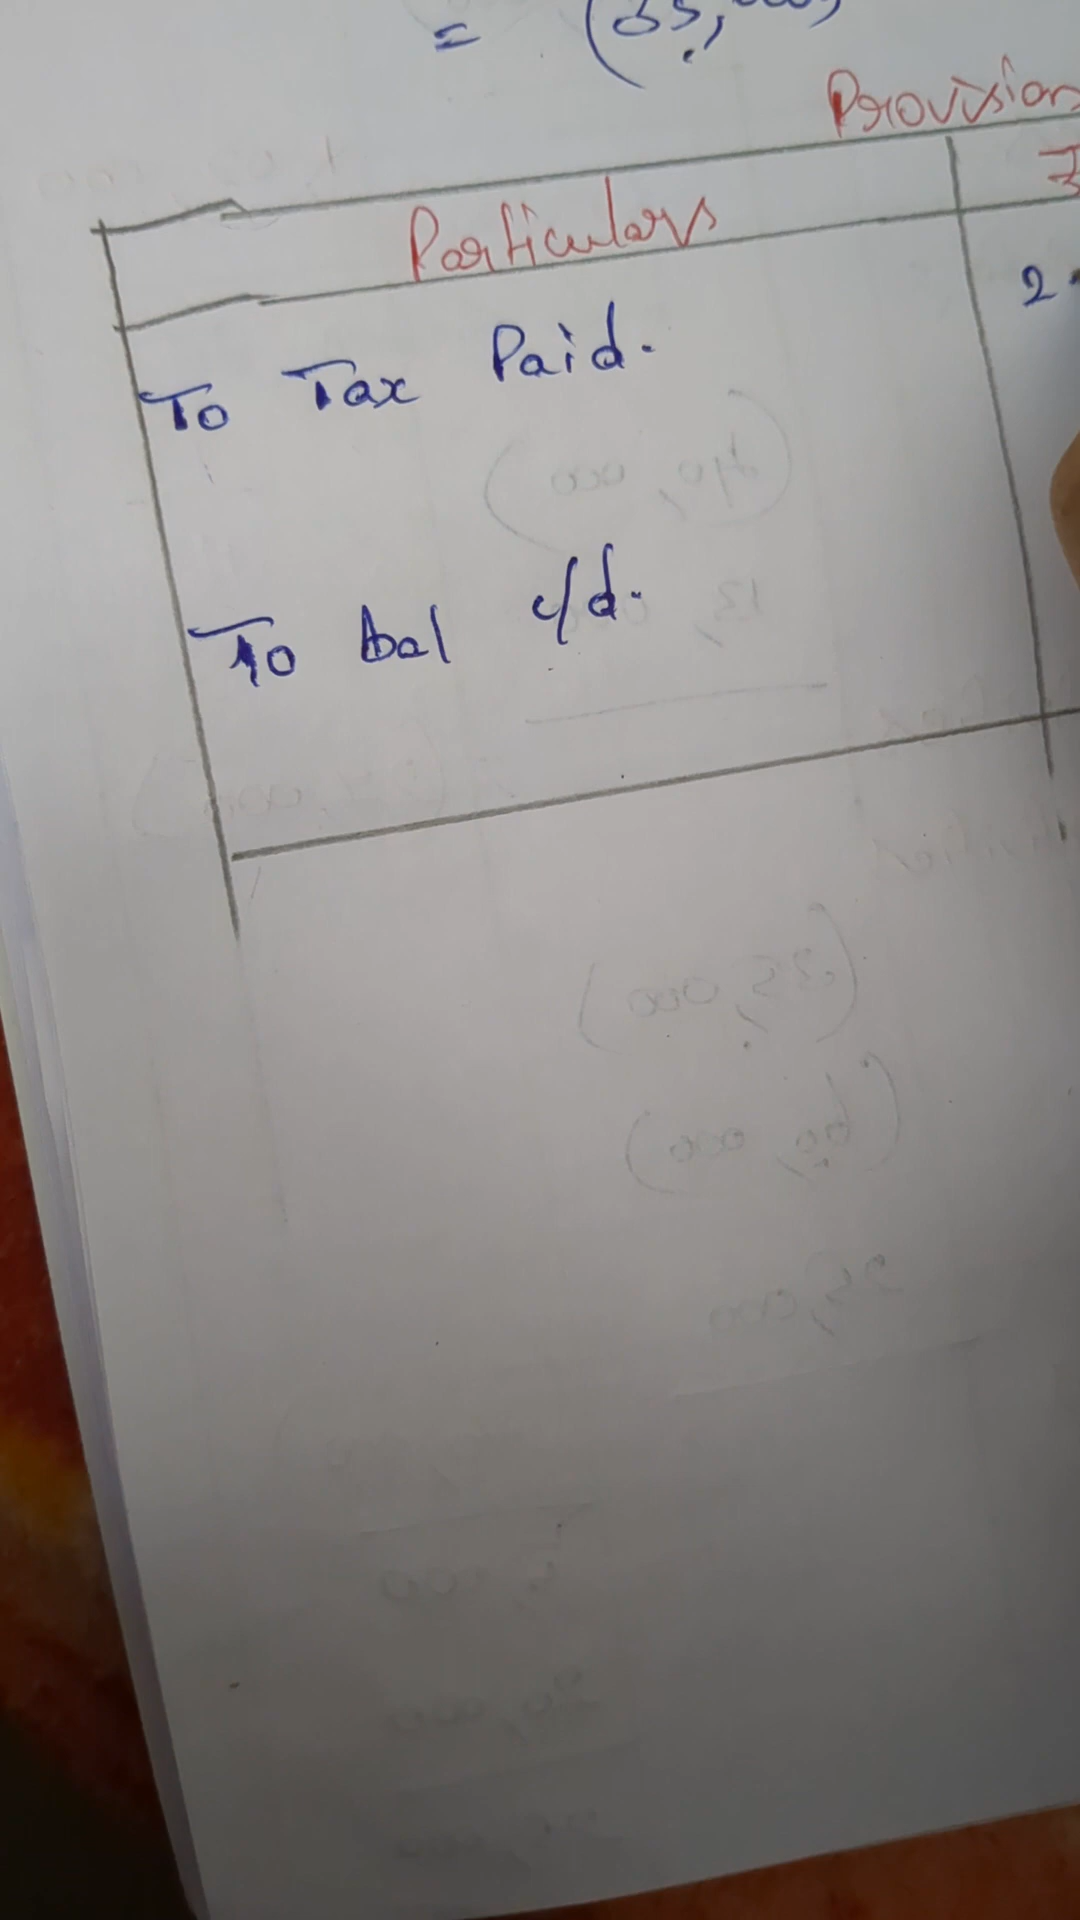 =
Provision
Particulars ₹
To Tax Paid. 2
To bal c/d.